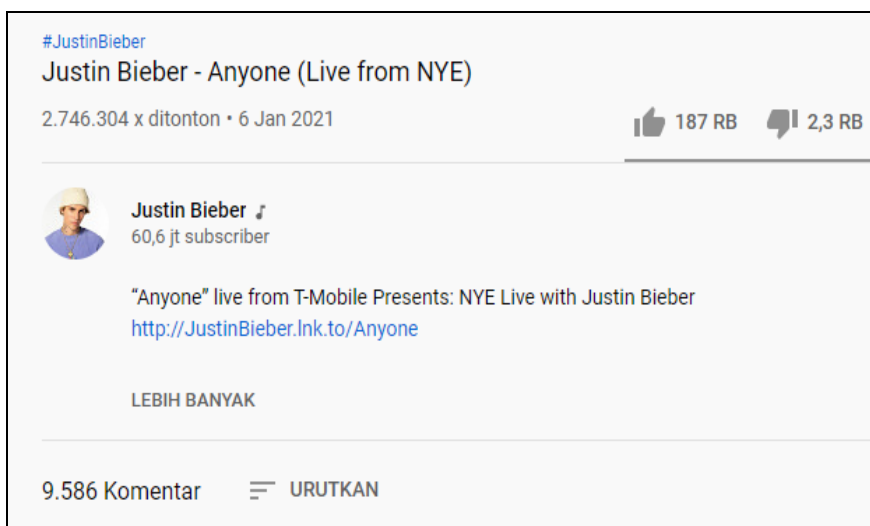 #JustinBieber
Justin Bieber - Anyone (Live from NYE)
2.746.304 x ditonton • 6 Jan 2021
187 RB 2,3 RB
Justin Bieber
60,6 jt subscriber
“Anyone” live from T-Mobile Presents: NYE Live with Justin Bieber
http://JustinBieber.lnk.to/Anyone
LEBIH BANYAK
9.586 Komentar URUTKAN